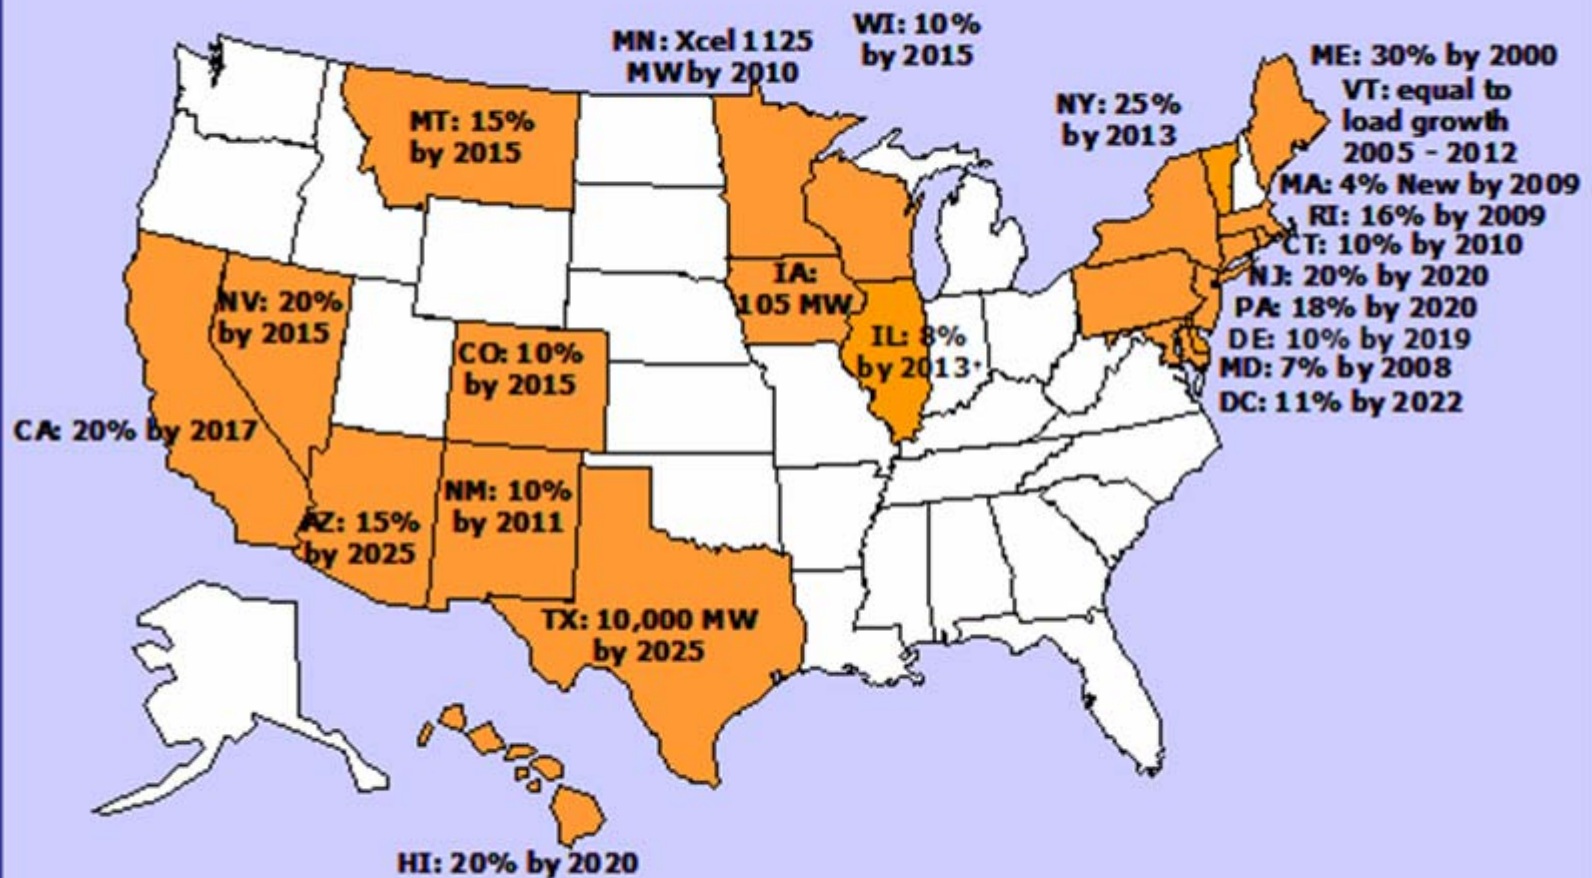 MN: Xcel 1125
MW by 2010
WI: 10%
by 2015
ME: 30% by 2000
VT: equal to
load growth
2005 - 2012
NY: 25%
by 2013
MT: 15%
by 2015
MA: 4% New by 2009
RI: 16% by 2009
CT: 10% by 2010
NJ: 20% by 2020
PA: 18% by 2020
DE: 10% by 2019
MD: 7% by 2008
DC: 11% by 2022
IA:
105 MW
NV: 20%
by 2015
IL: 8%
by 2013*
CO: 10%
by 2015
CA: 20% by 2017
NM: 10%
by 2011
AZ: 15%
by 2025
TX: 10,000 MW
by 2025
HI: 20% by 2020